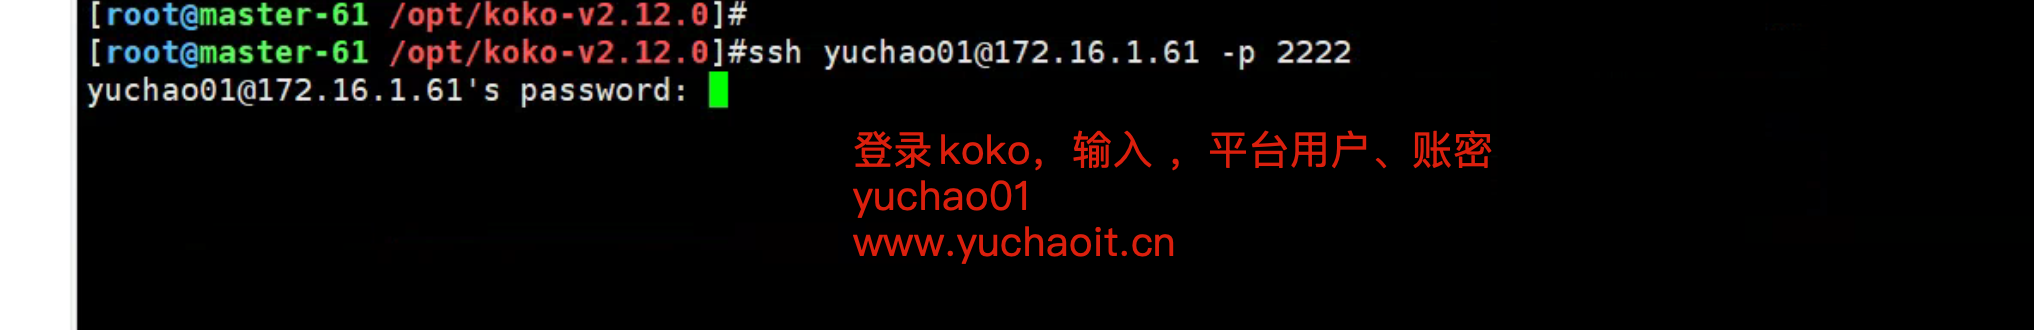 [root@master-61 /opt/koko-v2.12.0]#
[root@master-61 /opt/koko-v2.12.0]#ssh yuchao01@172.16.1.61 -p 2222
yuchao01@172.16.1.61's password:
登录koko，输入 ，平台用户、账密
yuchao01
www.yuchaoit.cn